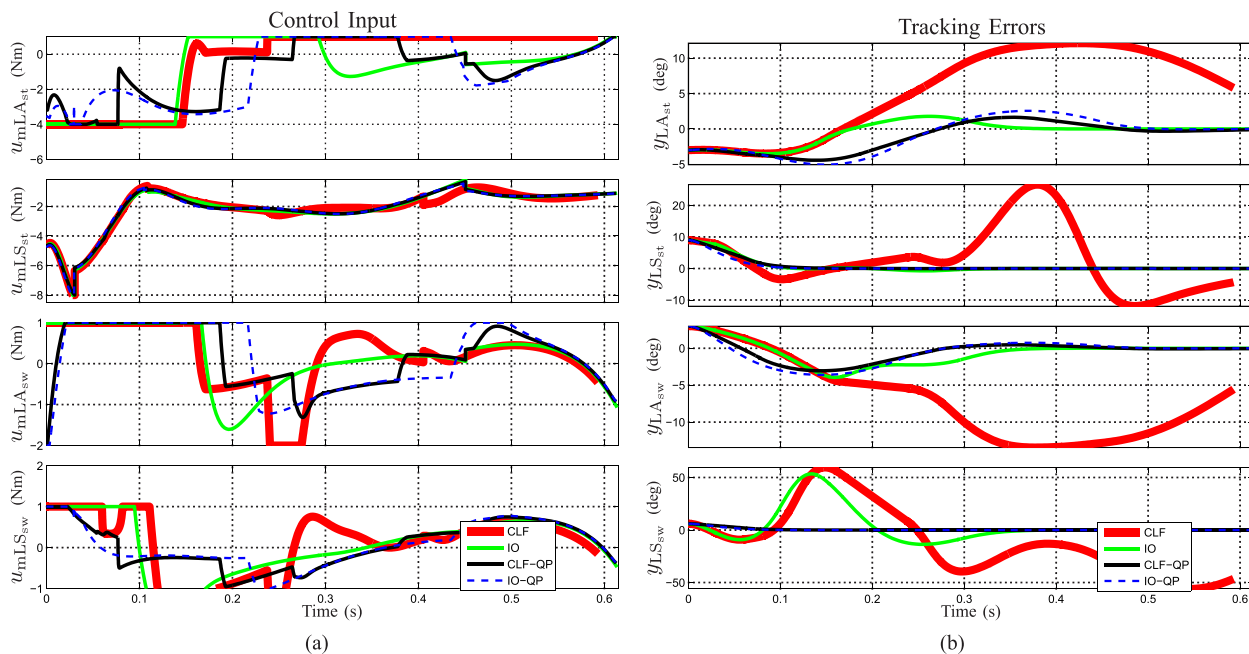 Control Input
u_mLA_st (Nm)
0
−2
−4
−6
u_mLS_st (Nm)
−2
−4
−6
−8
u_mLA_sw (Nm)
1
0
−1
−2
u_mLS_sw (Nm)
2
1
0
−1
CLF
IO
CLF−QP
IO−QP
0 0.1 0.2 0.3 0.4 0.5 0.6
Time (s)
(a)
Tracking Errors
y_LA_st (deg)
10
5
0
−5
y_LS_st (deg)
20
10
0
−10
y_LA_sw (deg)
0
−5
−10
y_LS_sw (deg)
50
0
−50
CLF
IO
CLF−QP
IO−QP
0 0.1 0.2 0.3 0.4 0.5 0.6
Time (s)
(b)